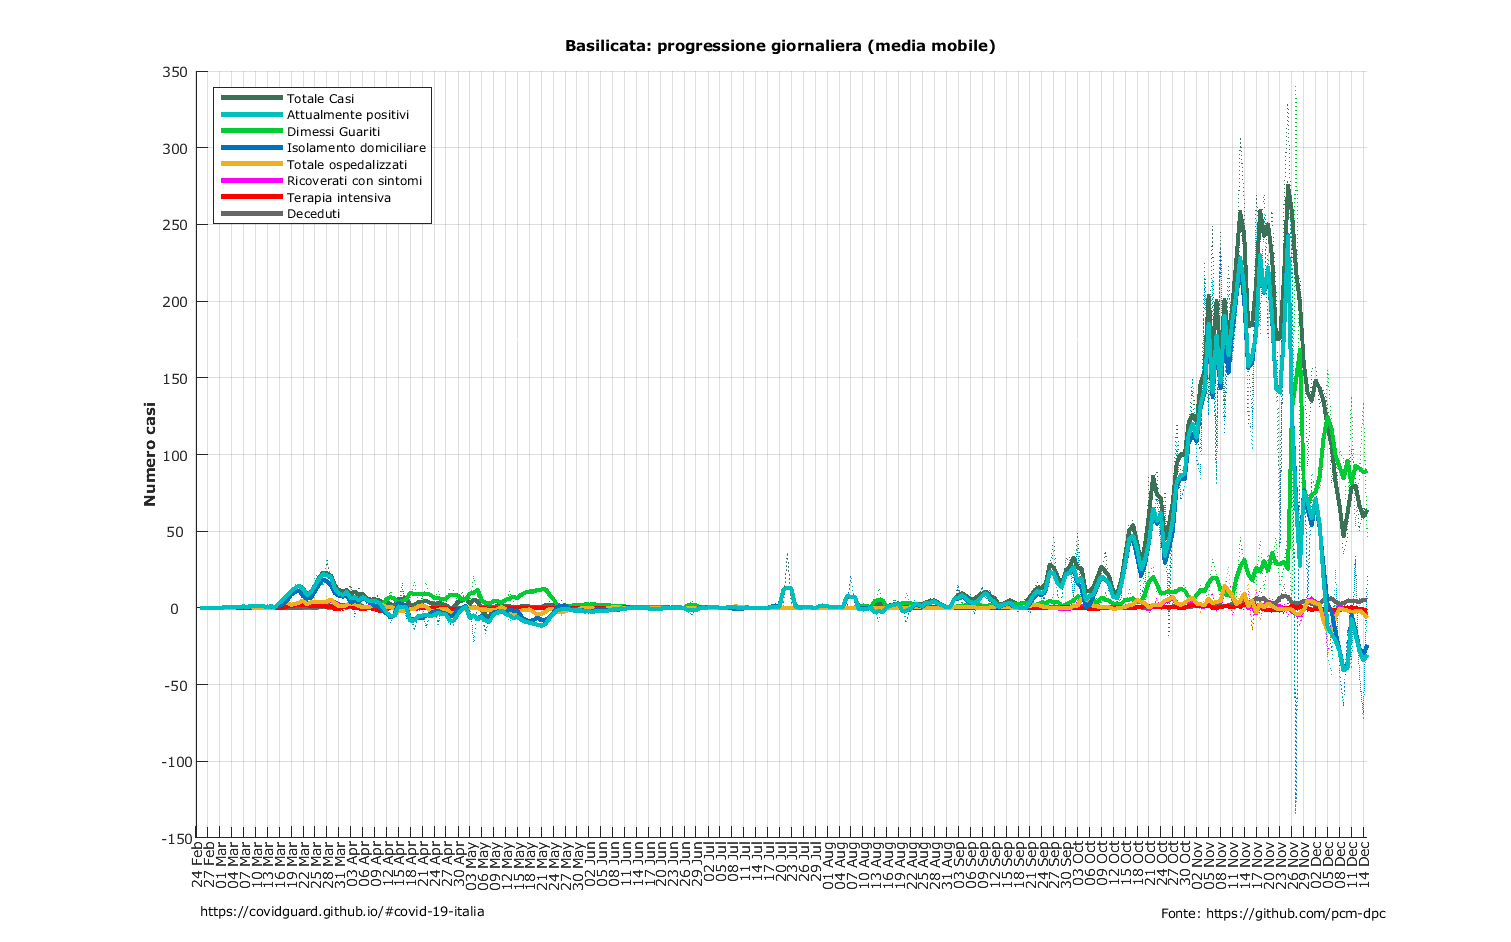 Basilicata: progressione giornaliera (media mobile)
350
300
250
200
150
100
50
0
-50
-100
-150
Numero casi
Totale Casi
Attualmente positivi
Dimessi Guariti
Isolamento domiciliare
Totale ospedalizzati
Ricoverati con sintomi
Terapia intensiva
Deceduti
24 Feb
27 Feb
01 Mar
04 Mar
07 Mar
10 Mar
13 Mar
16 Mar
19 Mar
22 Mar
25 Mar
28 Mar
31 Mar
03 Apr
06 Apr
09 Apr
12 Apr
15 Apr
18 Apr
21 Apr
24 Apr
27 Apr
30 Apr
03 May
06 May
09 May
12 May
15 May
18 May
21 May
24 May
27 May
30 May
02 Jun
05 Jun
08 Jun
11 Jun
14 Jun
17 Jun
20 Jun
23 Jun
26 Jun
29 Jun
02 Jul
05 Jul
08 Jul
11 Jul
14 Jul
17 Jul
20 Jul
23 Jul
26 Jul
29 Jul
01 Aug
04 Aug
07 Aug
10 Aug
13 Aug
16 Aug
19 Aug
22 Aug
25 Aug
28 Aug
31 Aug
03 Sep
06 Sep
09 Sep
12 Sep
15 Sep
18 Sep
21 Sep
24 Sep
27 Sep
30 Sep
03 Oct
06 Oct
09 Oct
12 Oct
15 Oct
18 Oct
21 Oct
24 Oct
27 Oct
30 Oct
02 Nov
05 Nov
08 Nov
11 Nov
14 Nov
17 Nov
20 Nov
23 Nov
26 Nov
29 Nov
02 Dec
05 Dec
08 Dec
11 Dec
14 Dec
https://covidguard.github.io/#covid-19-italia
Fonte: https://github.com/pcm-dpc